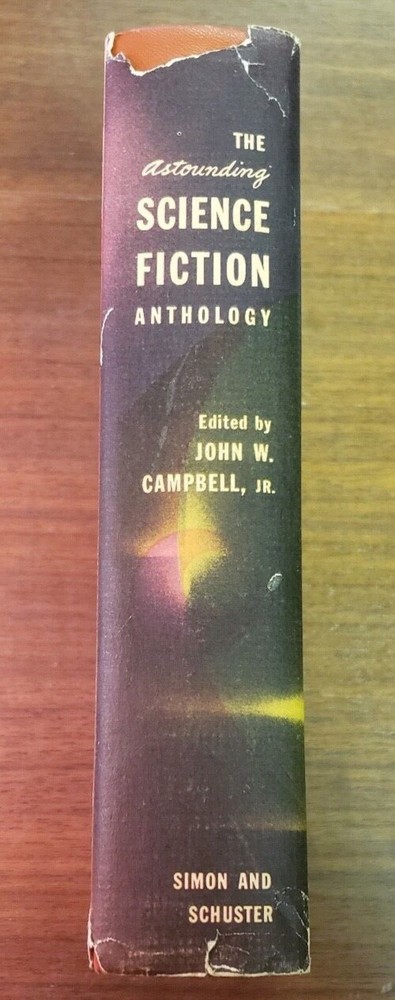 THE
Astounding
SCIENCE
FICTION
ANTHOLOGY
Edited by
JOHN W.
CAMPBELL, JR.
SIMON AND
SCHUSTER